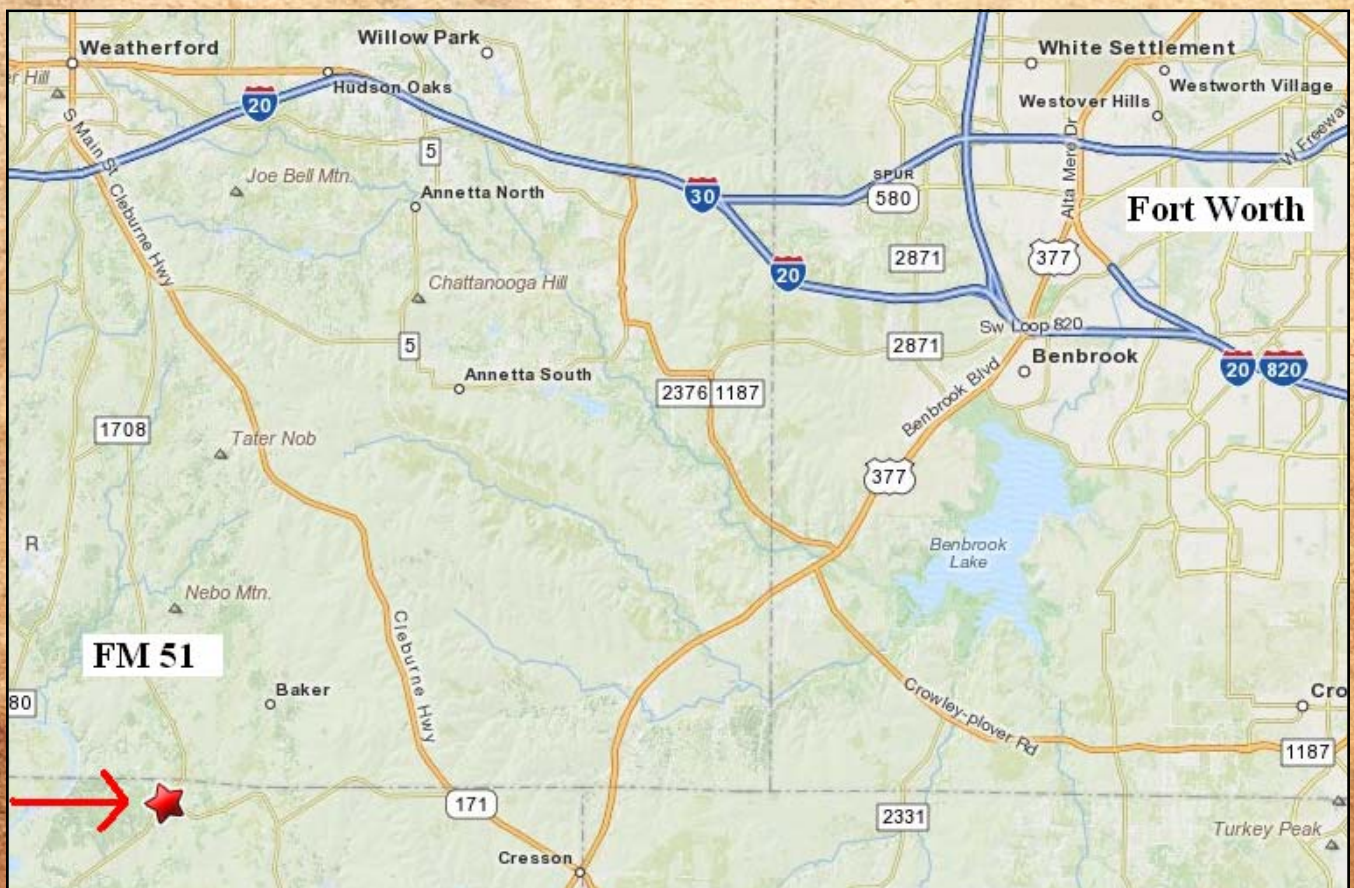 Weatherford
Willow Park
White Settlement
Hudson Oaks
Westworth Village
Westover Hills
er Hill
20
S Main St
W Freeway
5
Joe Bell Mtn.
Annetta North
SPUR
580
30
Alta Mere Dr
Fort Worth
Cleburne Hwy
2871
377
20
Chattanooga Hill
Sw Loop 820
5
2871
Benbrook
Annetta South
20
820
2376
1187
Benbrook Blvd
1708
Tater Nob
377
R
Benbrook
Lake
Nebo Mtn.
FM 51
Cleburne Hwy
Baker
80
Crowley-plover Rd
Cro
1187
171
2331
Turkey Peak
Cresson